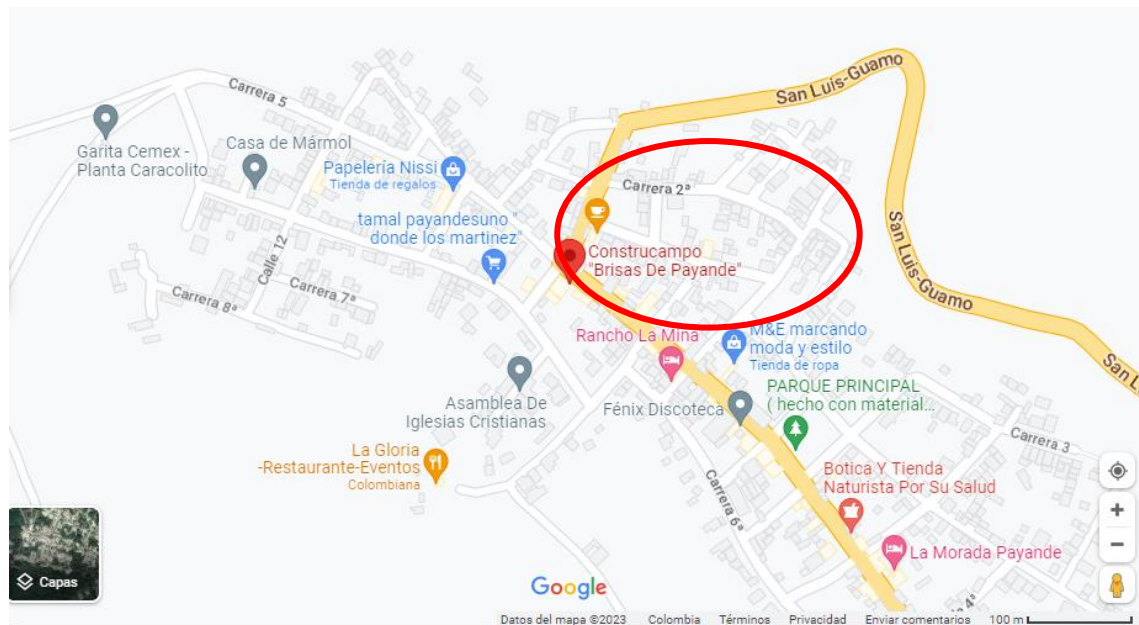 San Luis-Guamo
Carrera 5
Garita Cemex -
Planta Caracolito
Casa de Mármol
Papelería Nissi
Tienda de regalos
Carrera 2ª
tamal payandesuno "
donde los martinez"
Construcampo
"Brisas De Payande"
Calle 12
San Luis-Guamo
Carrera 7ª
Carrera 8ª
Rancho La Mina
M&E marcando
moda y estilo
Tienda de ropa
San L
PARQUE PRINCIPAL
( hecho con material...
Asamblea De
Iglesias Cristianas
Fénix Discoteca
Carrera 3
La Gloria
-Restaurante-Eventos
Colombiana
Botica Y Tienda
Naturista Por Su Salud
Carrera 6ª
La Morada Payande
Capas
Google
4ª
Datos del mapa ©2023 Colombia Términos Privacidad Enviar comentarios 100 m